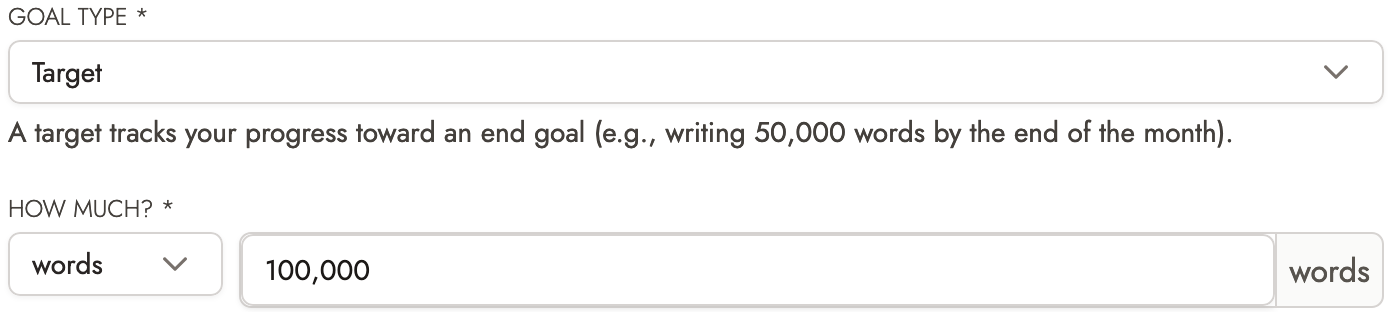 GOAL TYPE *
Target
A target tracks your progress toward an end goal (e.g., writing 50,000 words by the end of the month).
HOW MUCH? *
words 100,000 words